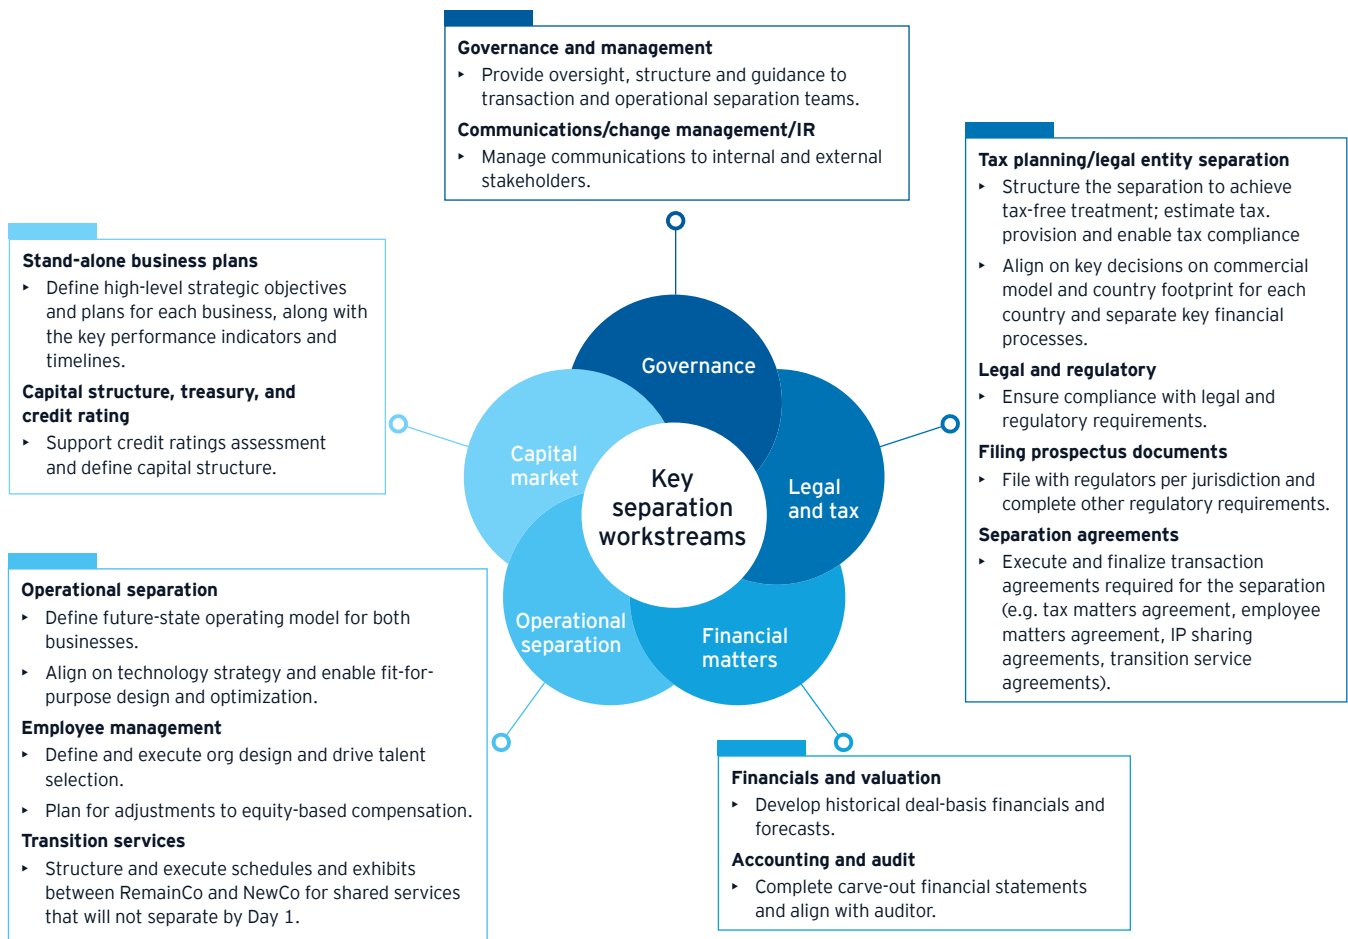 Governance and management
‣ Provide oversight, structure and guidance to
transaction and operational separation teams.
Communications/change management/IR
‣ Manage communications to internal and external
stakeholders.
Tax planning/legal entity separation
‣ Structure the separation to achieve
tax-free treatment; estimate tax.
provision and enable tax compliance
‣ Align on key decisions on commercial
model and country footprint for each
country and separate key financial
processes.
Legal and regulatory
‣ Ensure compliance with legal and
regulatory requirements.
Filing prospectus documents
‣ File with regulators per jurisdiction and
complete other regulatory requirements.
Separation agreements
‣ Execute and finalize transaction
agreements required for the separation
(e.g. tax matters agreement, employee
matters agreement, IP sharing
agreements, transition service
agreements).
Stand-alone business plans
‣ Define high-level strategic objectives
and plans for each business, along with
the key performance indicators and
timelines.
Capital structure, treasury, and
credit rating
‣ Support credit ratings assessment
and define capital structure.
Governance
Capital
market
Key
separation
workstreams
Legal
and tax
Operational
separation
Financial
matters
Operational separation
‣ Define future-state operating model for both
businesses.
‣ Align on technology strategy and enable fit-for-
purpose design and optimization.
Employee management
‣ Define and execute org design and drive talent
selection.
‣ Plan for adjustments to equity-based compensation.
Transition services
‣ Structure and execute schedules and exhibits
between RemainCo and NewCo for shared services
that will not separate by Day 1.
Financials and valuation
‣ Develop historical deal-basis financials and
forecasts.
Accounting and audit
‣ Complete carve-out financial statements
and align with auditor.